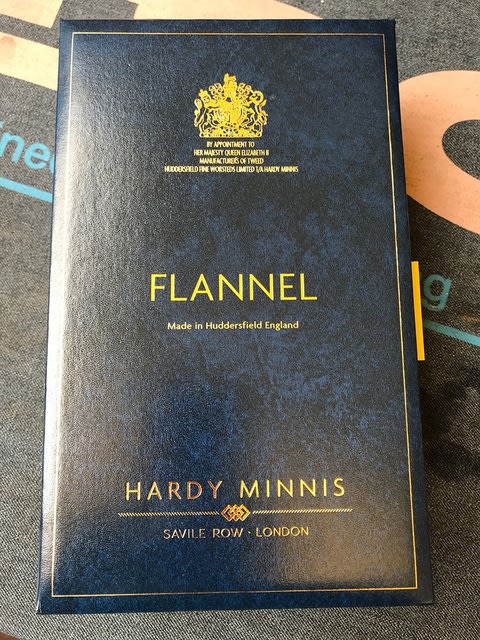 BY APPOINTMENT TO
HER MAJESTY QUEEN ELIZABETH II
MANUFACTURERS OF TWEED
HUDDERSFIELD FINE WORSTEDS LIMITED T/A HARDY MINNIS
FLANNEL
Made in Huddersfield England
HARDY MINNIS
SAVILE ROW · LONDON